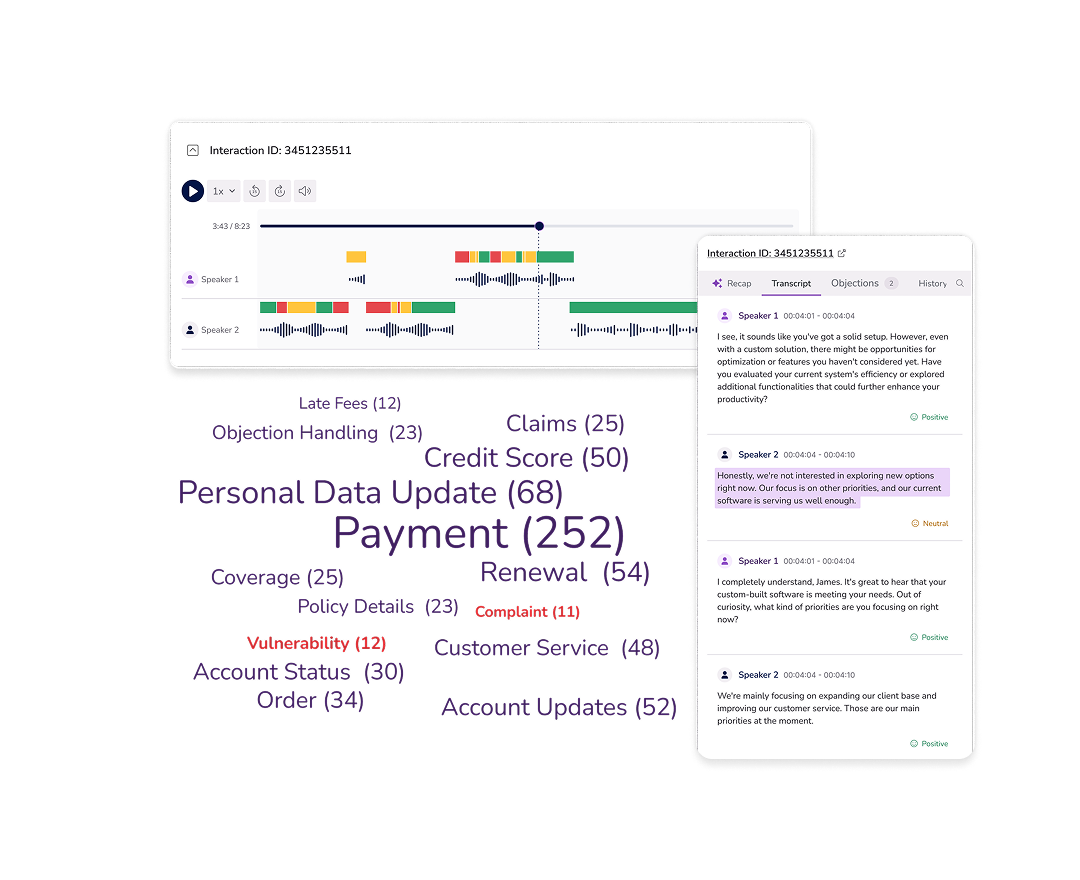 Interaction ID: 3451235511
1x
15
15
3:43 / 8:23
Speaker 1
Speaker 2
Late Fees (12)
Objection Handling (23)
Claims (25)
Credit Score (50)
Personal Data Update (68)
Payment (252)
Coverage (25)
Renewal (54)
Policy Details (23)
Complaint (11)
Vulnerability (12)
Customer Service (48)
Account Status (30)
Order (34)
Account Updates (52)
Interaction ID: 3451235511
Recap Transcript Objections 2 History
Speaker 1 00:04:01 - 00:04:04
I see, it sounds like you've got a solid setup. However, even
with a custom solution, there might be opportunities for
optimization or features you haven't considered yet. Have
you evaluated your current system's efficiency or explored
additional functionalities that could further enhance your
productivity?
Positive
Speaker 2 00:04:04 - 00:04:10
Honestly, we're not interested in exploring new options
right now. Our focus is on other priorities, and our current
software is serving us well enough.
Neutral
Speaker 1 00:04:01 - 00:04:04
I completely understand, James. It's great to hear that your
custom-built software is meeting your needs. Out of
curiosity, what kind of priorities are you focusing on right
now?
Positive
Speaker 2 00:04:04 - 00:04:10
We're mainly focusing on expanding our client base and
improving our customer service. Those are our main
priorities at the moment.
Positive